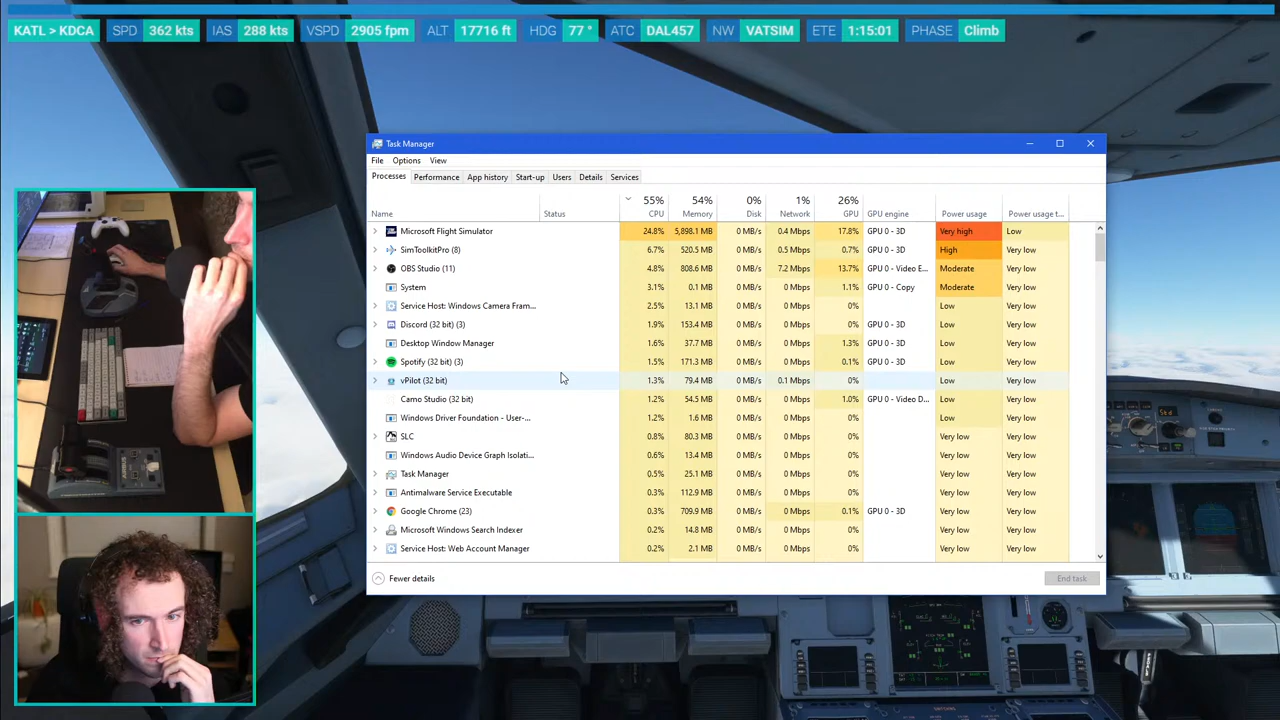 KATL > KDCA SPD 362 kts IAS 288 kts VSPD 2905 fpm ALT 17716 ft HDG 77 ° ATC DAL457 NW VATSIM ETE 1:15:01 PHASE Climb
Task Manager
File Options View
Processes Performance App history Start-up Users Details Services
55% 54% 0% 1% 26%
Name Status CPU Memory Disk Network GPU GPU engine Power usage Power usage t...
Microsoft Flight Simulator 24.8% 5,898.1 MB 0 MB/s 0.4 Mbps 17.8% GPU 0 - 3D Very high Low
SimToolkitPro (8) 6.7% 520.5 MB 0 MB/s 0.5 Mbps 0.7% GPU 0 - 3D High Very low
OBS Studio (11) 4.8% 808.6 MB 0 MB/s 7.2 Mbps 13.7% GPU 0 - Video E... Moderate Very low
System 3.1% 0.1 MB 0 MB/s 0 Mbps 1.1% GPU 0 - Copy Moderate Very low
Service Host: Windows Camera Fram... 2.5% 13.1 MB 0 MB/s 0 Mbps 0% Low Very low
Discord (32 bit) (3) 1.9% 153.4 MB 0 MB/s 0 Mbps 0% GPU 0 - 3D Low Very low
Desktop Window Manager 1.6% 37.7 MB 0 MB/s 0 Mbps 1.3% GPU 0 - 3D Low Very low
Spotify (32 bit) (3) 1.5% 171.3 MB 0 MB/s 0 Mbps 0.1% GPU 0 - 3D Low Very low
vPilot (32 bit) 1.3% 79.4 MB 0 MB/s 0.1 Mbps 0% Low Very low
Camo Studio (32 bit) 1.2% 54.5 MB 0 MB/s 0 Mbps 1.0% GPU 0 - Video D... Low Very low
Windows Driver Foundation - User-... 1.2% 1.6 MB 0 MB/s 0 Mbps 0% Low Very low
SLC 0.8% 80.3 MB 0 MB/s 0 Mbps 0% Very low Very low
Windows Audio Device Graph Isolati... 0.6% 13.4 MB 0 MB/s 0 Mbps 0% Very low Very low
Task Manager 0.5% 25.1 MB 0 MB/s 0 Mbps 0% Very low Very low
Antimalware Service Executable 0.3% 112.9 MB 0 MB/s 0 Mbps 0% Very low Very low
Google Chrome (23) 0.3% 709.9 MB 0 MB/s 0 Mbps 0.1% GPU 0 - 3D Very low Very low
Microsoft Windows Search Indexer 0.2% 14.8 MB 0 MB/s 0 Mbps 0% Very low Very low
Service Host: Web Account Manager 0.2% 2.1 MB 0 MB/s 0 Mbps 0% Very low Very low
Fewer details End task